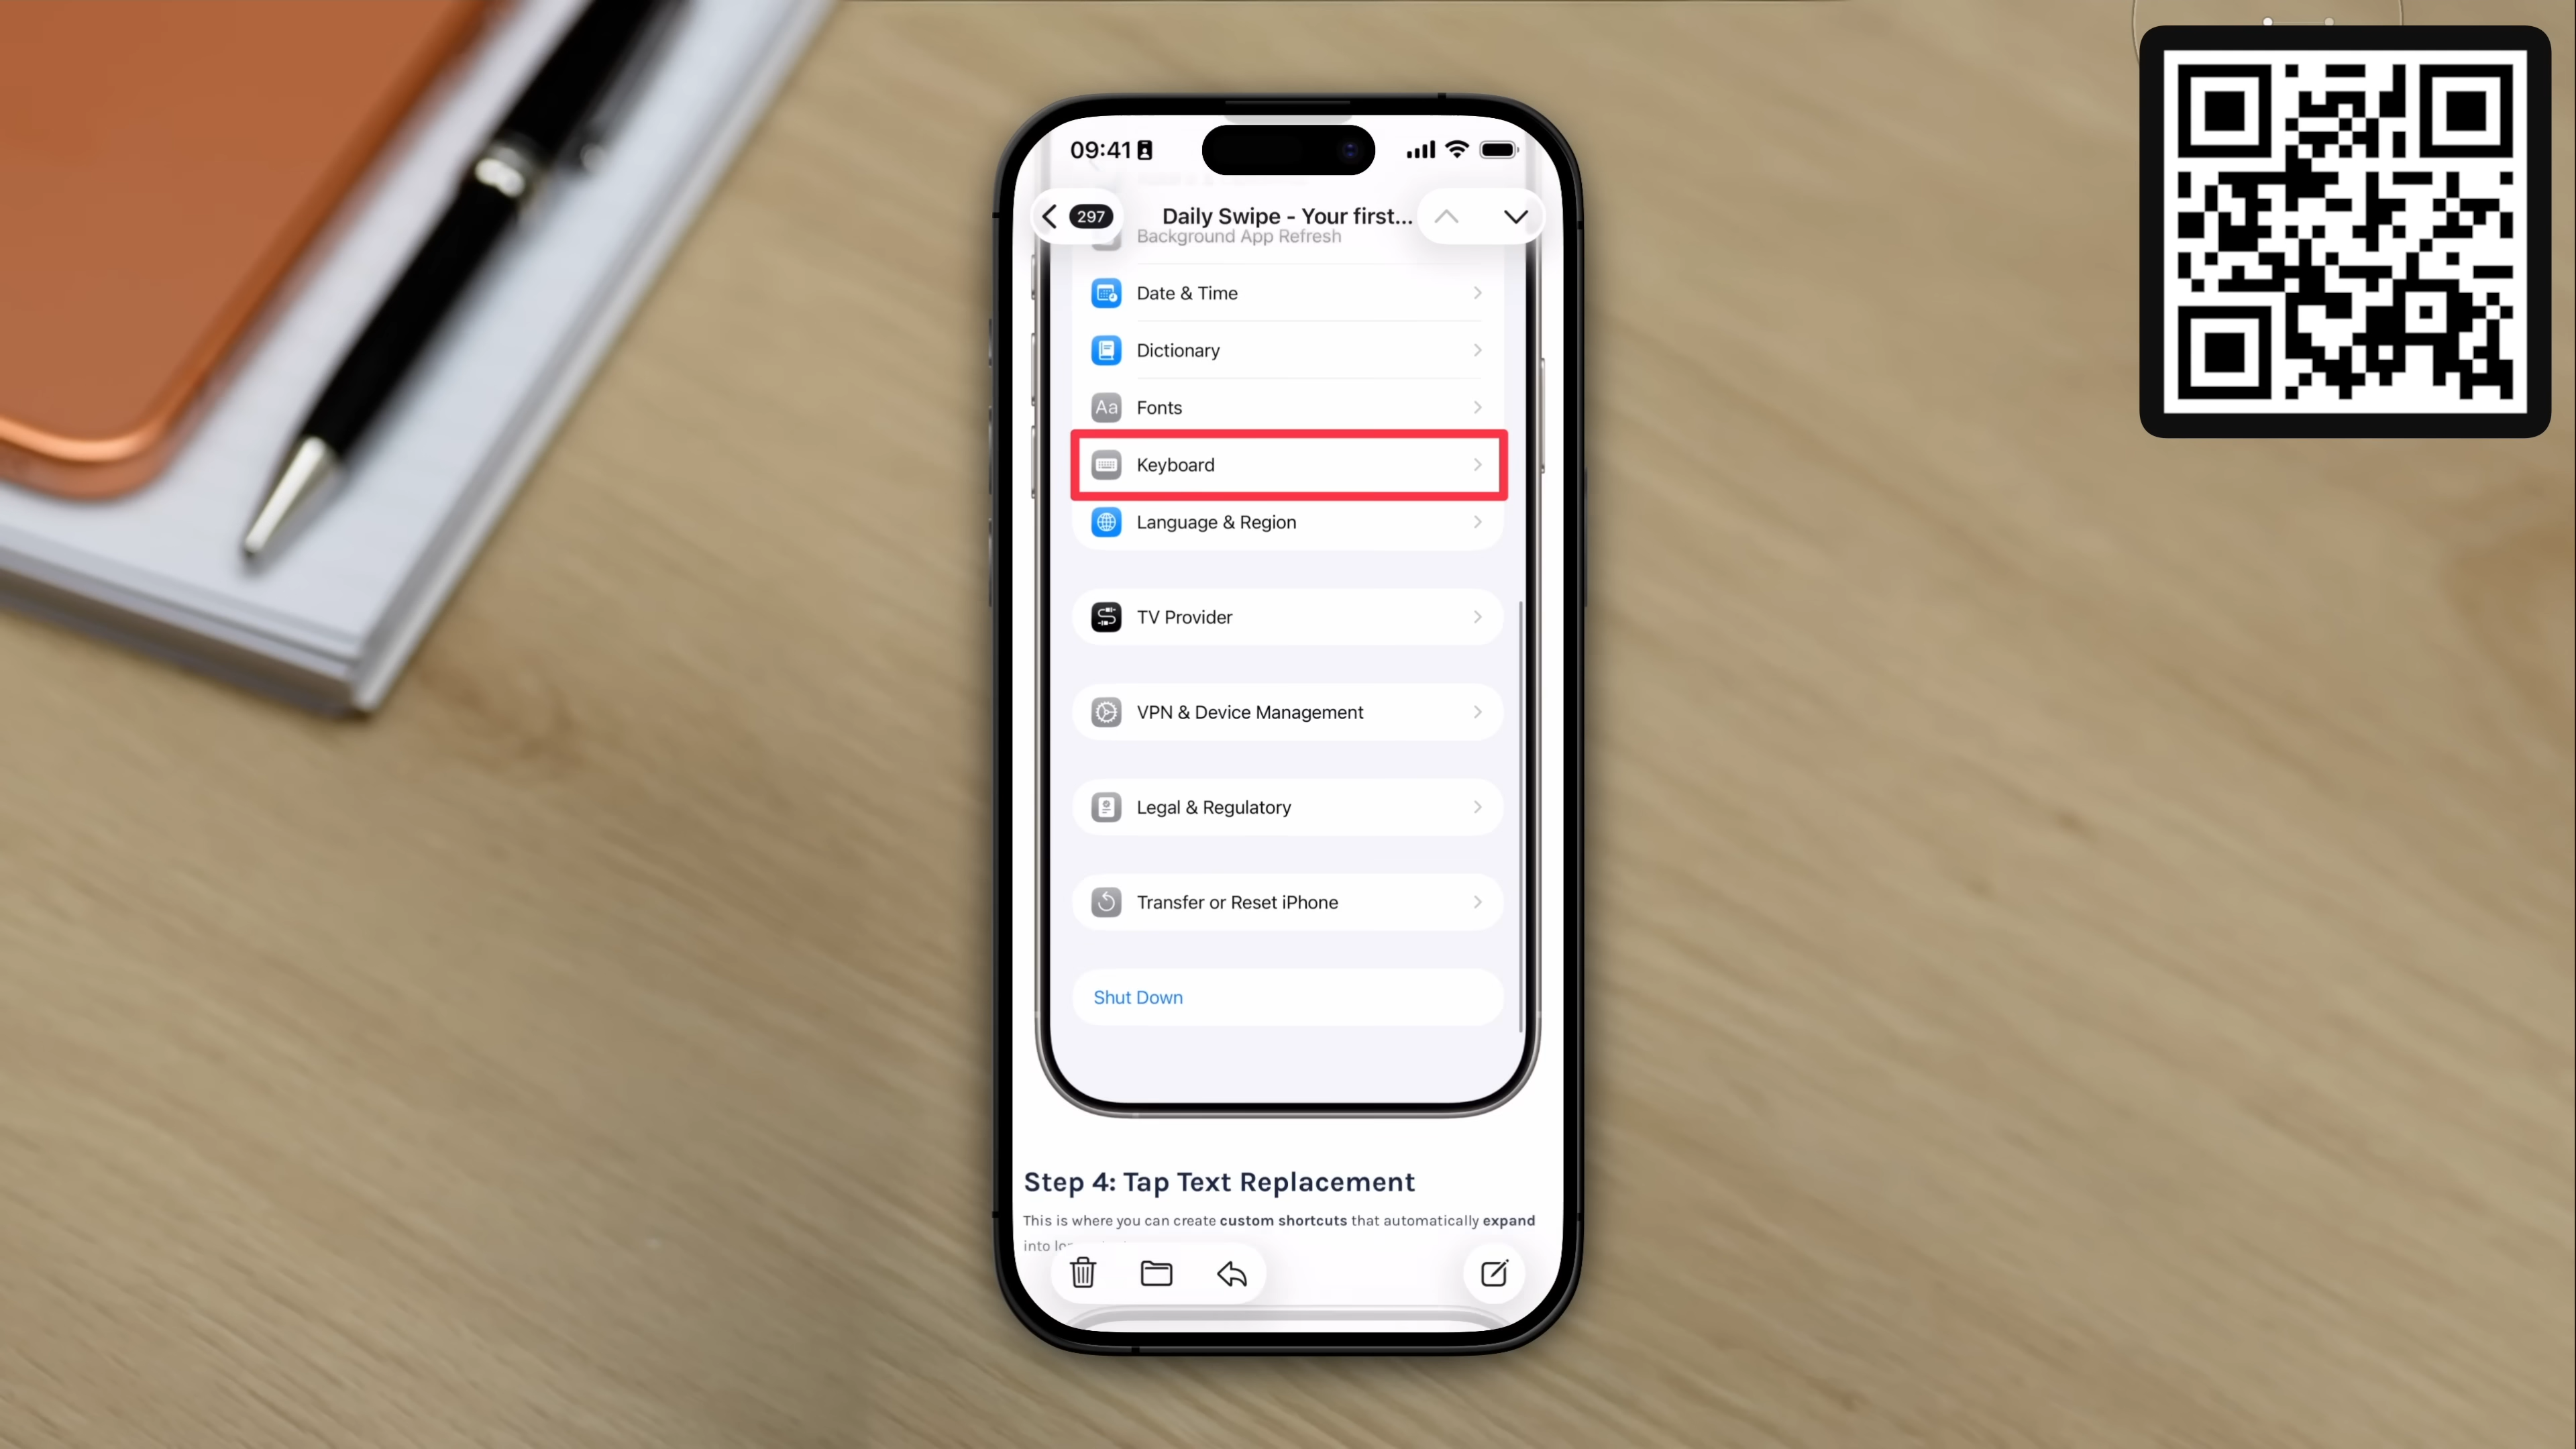 09:41
297
Daily Swipe - Your first...
Background App Refresh
Date & Time
Dictionary
Aa Fonts
Keyboard
Language & Region
TV Provider
VPN & Device Management
Legal & Regulatory
Transfer or Reset iPhone
Shut Down
Step 4: Tap Text Replacement
This is where you can create custom shortcuts that automatically expand
into